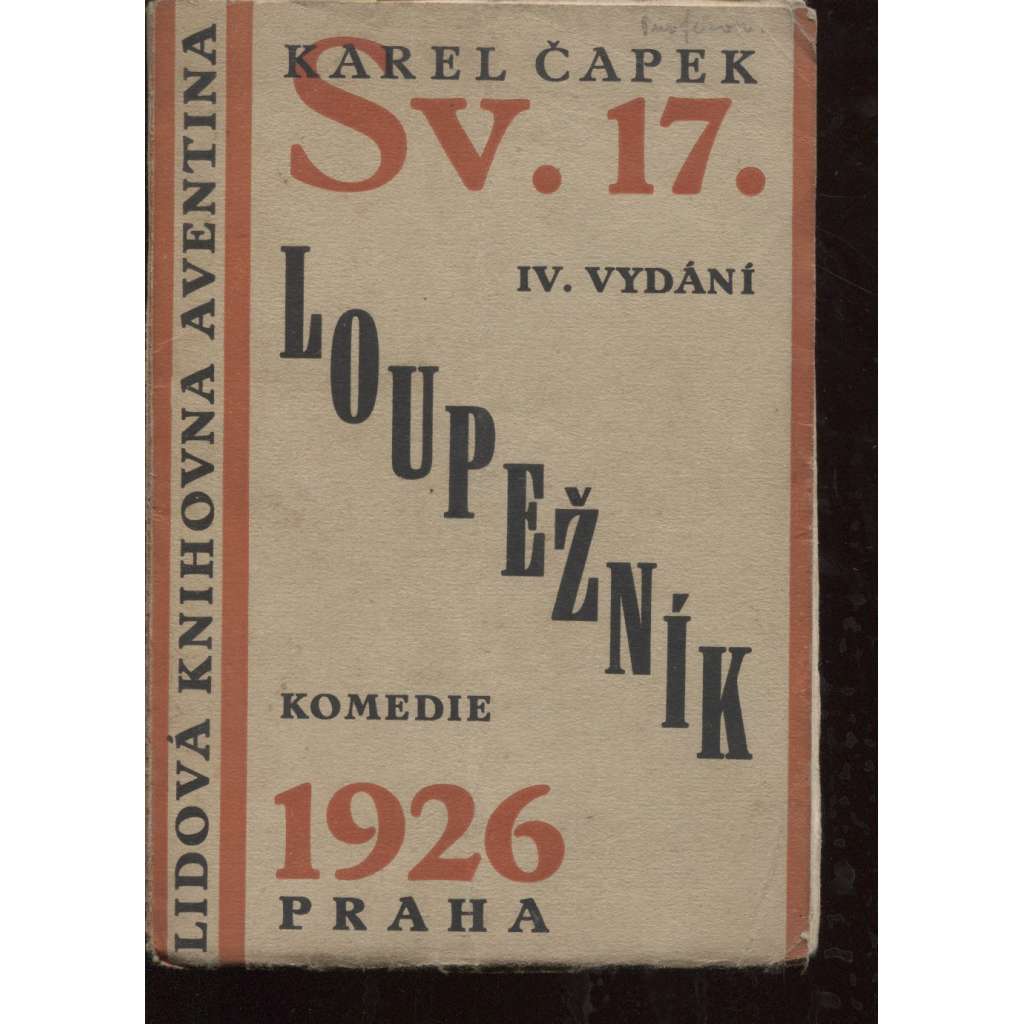 KAREL ČAPEK
Sv. 17.
IV. VYDÁNÍ
LOUPEŽNÍK
KOMEDIE
1926
PRAHA
LIDOVÁ KNIHOVNA AVENTINA